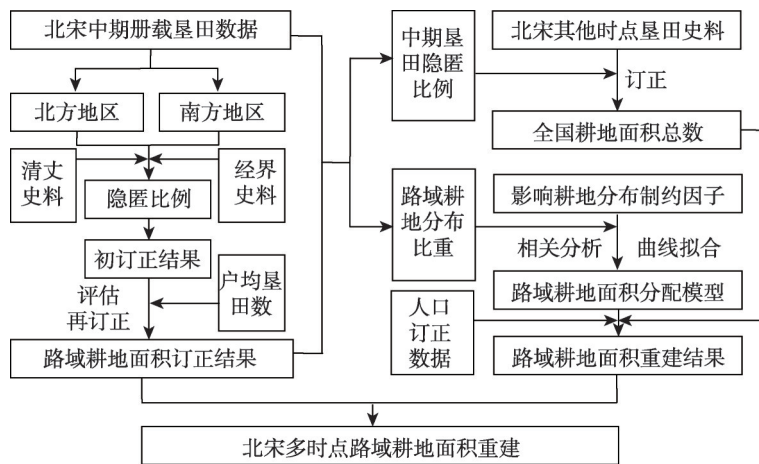 北宋中期册载垦田数据
北方地区
南方地区
清丈
史料
经界
史料
隐匿比例
初订正结果
评估
再订正
户均垦
田数
路域耕地面积订正结果
中期垦
田隐匿
比例
北宋其他时点垦田史料
订正
全国耕地面积总数
路域耕
地分布
比重
影响耕地分布制约因子
相关分析
曲线拟合
路域耕地面积分配模型
人口
订正
数据
路域耕地面积重建结果
北宋多时点路域耕地面积重建